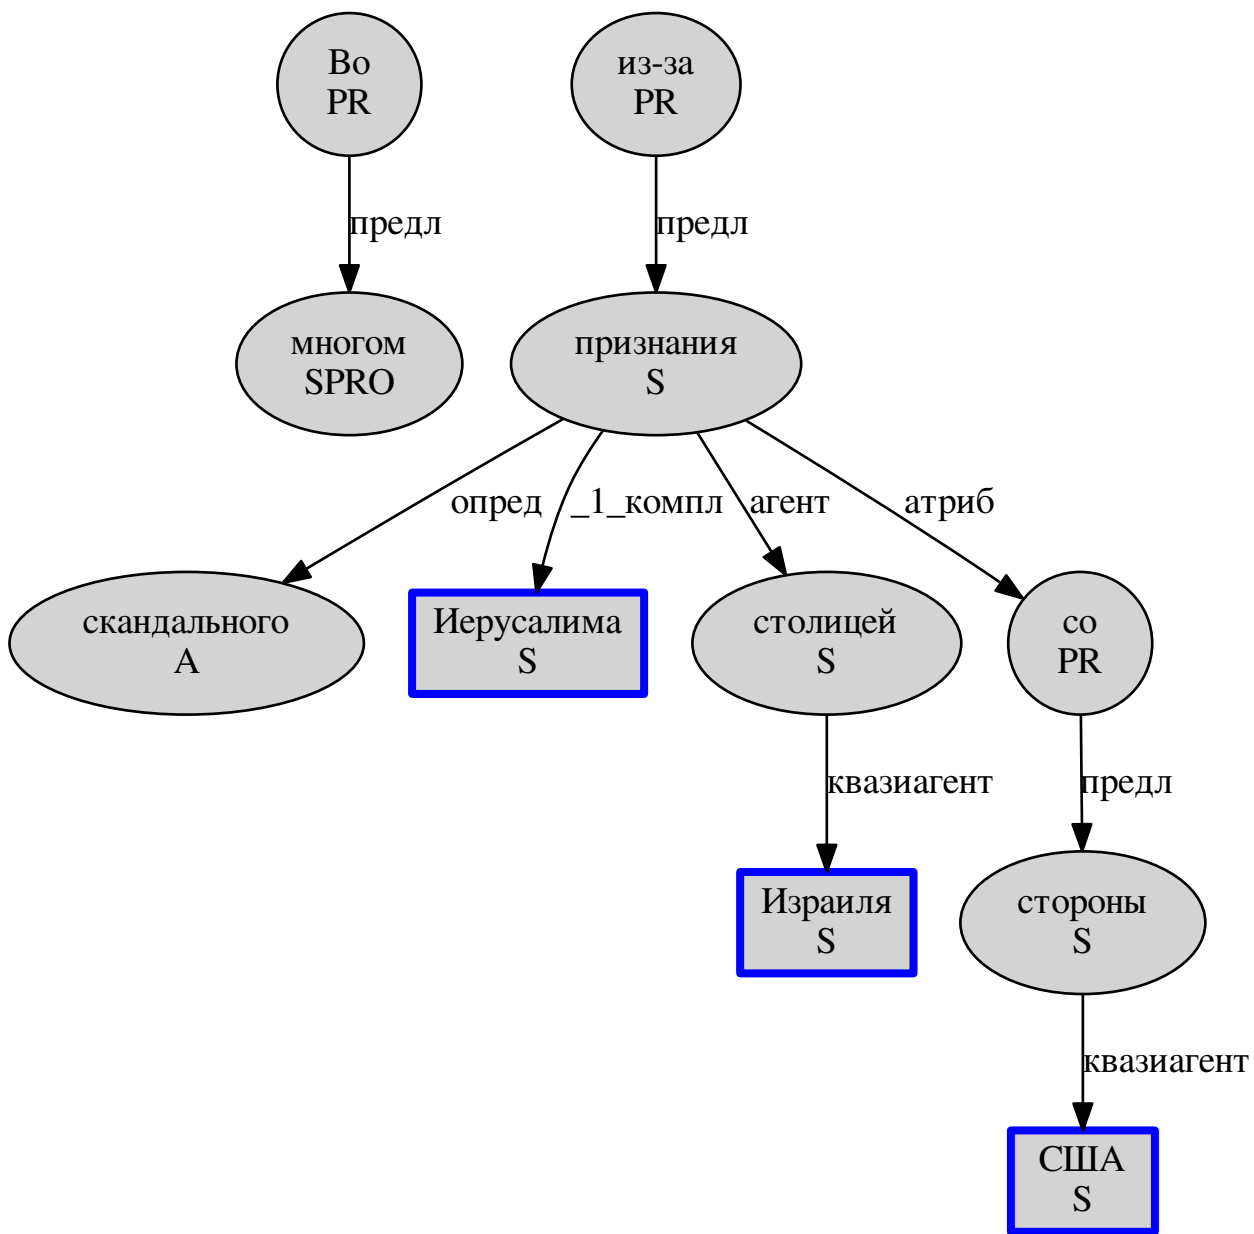 Во
PR
из-за
PR
предл
предл
многом
SPRO
признания
S
опред
_1_компл
агент
атриб
скандального
A
Иерусалима
S
столицей
S
со
PR
квазиагент
предл
Израиля
S
стороны
S
квазиагент
США
S